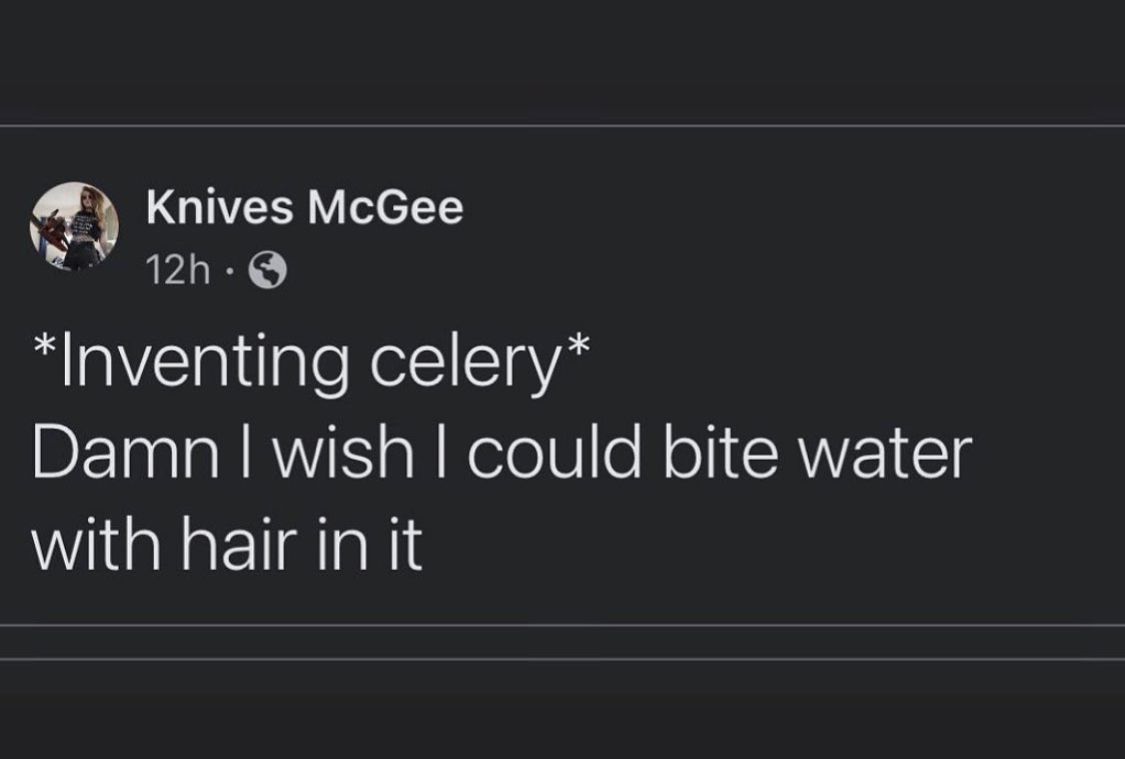 Knives McGee
12h ·
*Inventing celery*
Damn I wish I could bite water
with hair in it